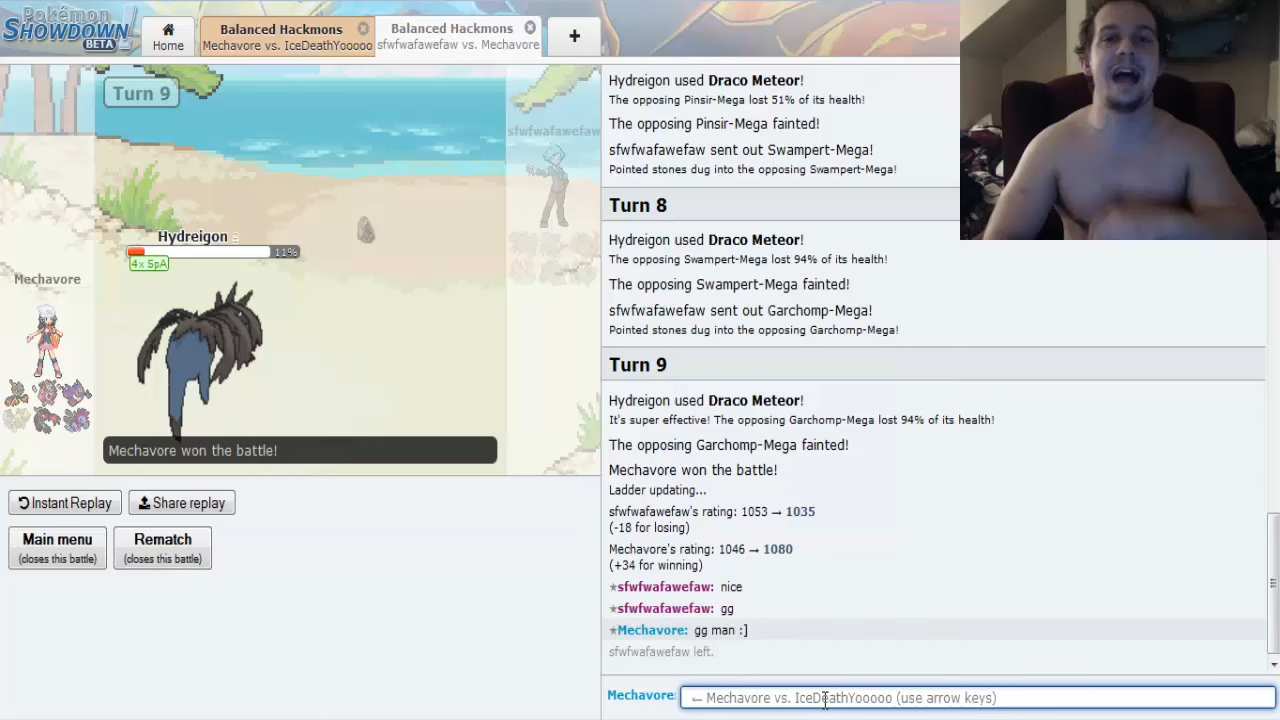 Pokémon
SHOWDOWN
BETA
Home
Balanced Hackmons
Mechavore vs. IceDeathYooooo
Balanced Hackmons
sfwfwafawefaw vs. Mechavore
+
Turn 9
sfwfwafawefaw
Hydreigon
11%
4x SpA
Mechavore
Mechavore won the battle!
Instant Replay
Share replay
Main menu
(closes this battle)
Rematch
(closes this battle)
Hydreigon used Draco Meteor!
The opposing Pinsir-Mega lost 51% of its health!
The opposing Pinsir-Mega fainted!
sfwfwafawefaw sent out Swampert-Mega!
Pointed stones dug into the opposing Swampert-Mega!
Turn 8
Hydreigon used Draco Meteor!
The opposing Swampert-Mega lost 94% of its health!
The opposing Swampert-Mega fainted!
sfwfwafawefaw sent out Garchomp-Mega!
Pointed stones dug into the opposing Garchomp-Mega!
Turn 9
Hydreigon used Draco Meteor!
It's super effective! The opposing Garchomp-Mega lost 94% of its health!
The opposing Garchomp-Mega fainted!
Mechavore won the battle!
Ladder updating...
sfwfwafawefaw's rating: 1053 → 1035
(-18 for losing)
Mechavore's rating: 1046 → 1080
(+34 for winning)
★sfwfwafawefaw: nice
★sfwfwafawefaw: gg
★Mechavore: gg man :]
sfwfwafawefaw left.
Mechavore: ← Mechavore vs. IceDeathYooooo (use arrow keys)